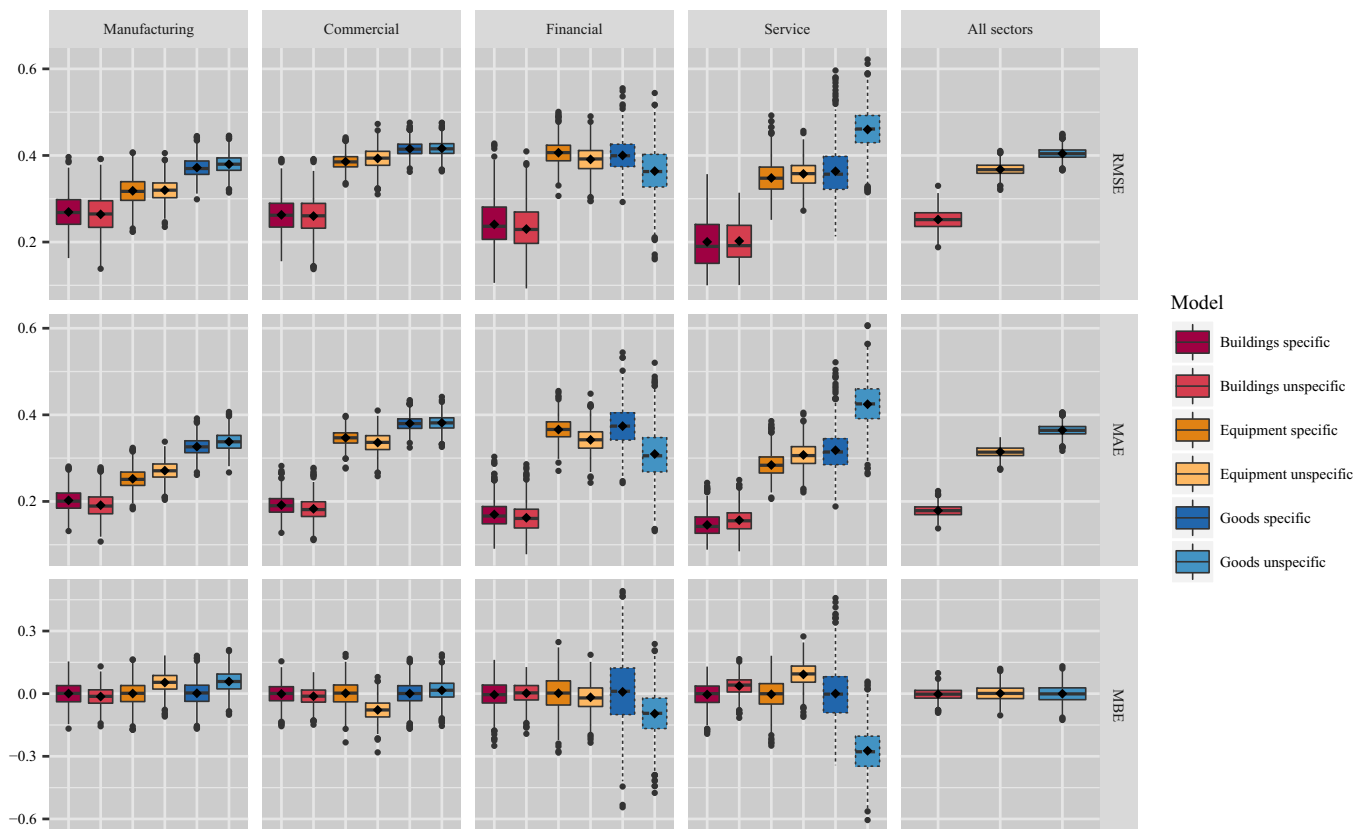 Manufacturing
Commercial
Financial
Service
All sectors
0.6
0.4
0.2
RMSE
0.6
0.4
0.2
MAE
0.3
0.0
−0.3
−0.6
MBE
Model
Buildings specific
Buildings unspecific
Equipment specific
Equipment unspecific
Goods specific
Goods unspecific